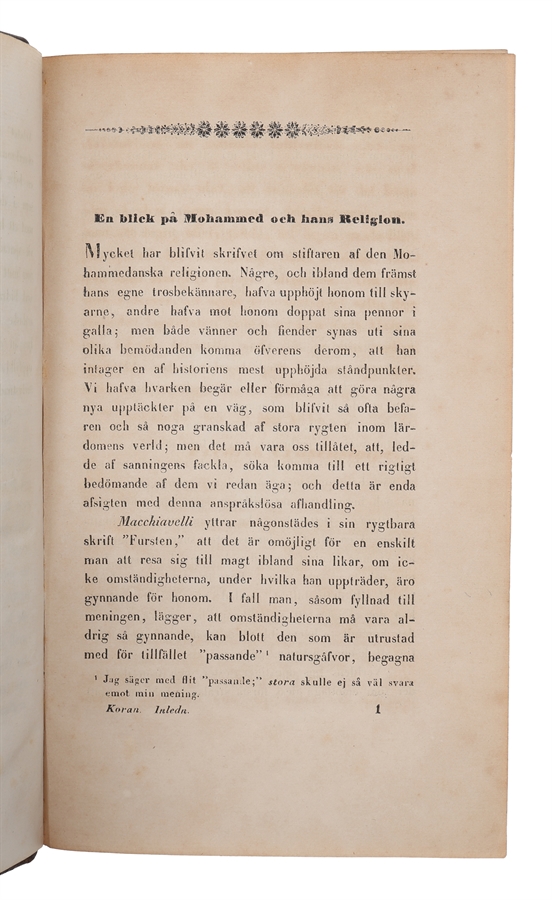 En blick på Mohammed och hans Religion.
Mycket har blifvit skrifvet om stiftaren af den Mo-
hammedanska religionen. Någre, och ibland dem främst
hans egne trosbekännare, hafva upphöjt honom till sky-
arne, andre hafva mot honom doppat sina pennor i
galla; men både vänner och fiender synas uti sina
olika bemödanden komma öfverens derom, att han
intager en af historiens mest upphöjda ståndpunkter.
Vi hafva hvarken begär eller förmåga att göra några
nya upptäckter på en väg, som blifvit så ofta befa-
ren och så noga granskad af stora rygten inom lär-
domens verld; men det må vara oss tillåtet, att, led-
de af sanningens fackla, söka komma till ett rigtigt
bedömande af dem vi redan äga; och detta är enda
afsigten med denna anspråkslösa afhandling.
Macchiavelli yttrar någonstädes i sin rygtbara
skrift "Fursten," att det är omöjligt för en enskilt
man att resa sig till magt ibland sina likar, om ic-
ke omständigheterna, under hvilka han uppträder, äro
gynnande för honom. I fall man, såsom fyllnad till
meningen, lägger, att omständigheterna må vara al-
drig så gynnande, kan blott den som är utrustad
med för tillfället "passande" ¹ natursgåfvor, begagna
¹ Jag säger med flit "passande;" stora skulle ej så väl svara
emot min mening.
Koran. Inledn. 1